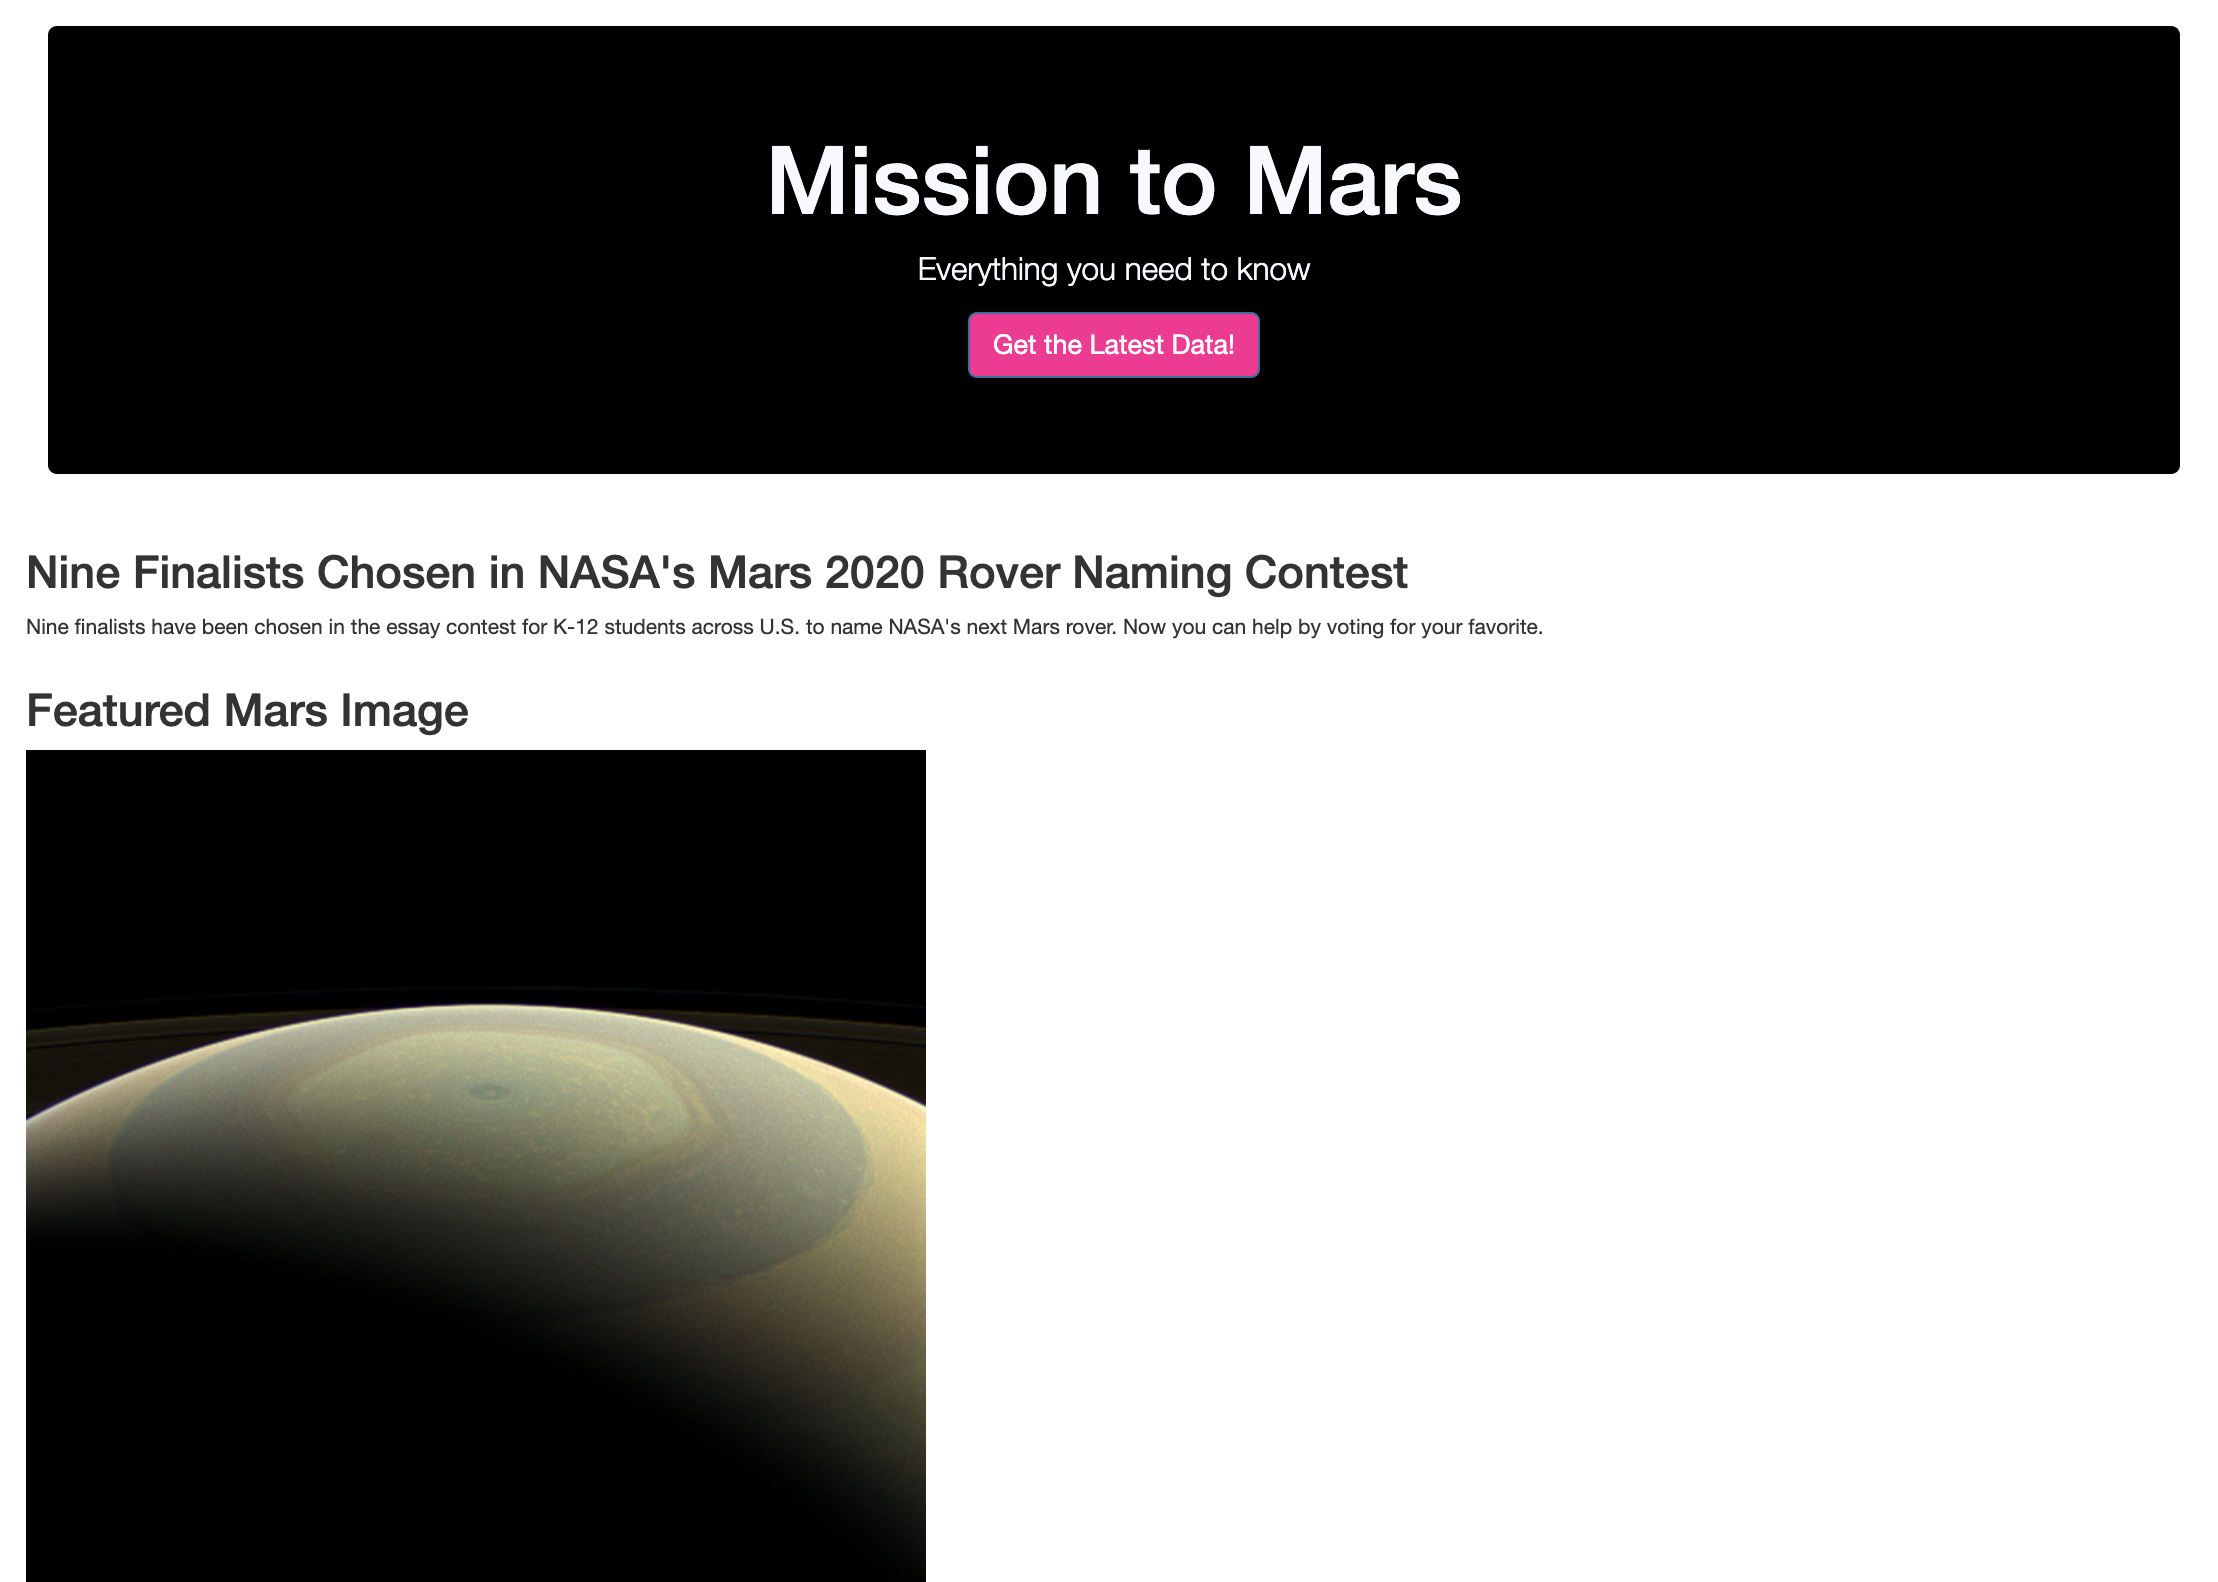 Mission to Mars
Everything you need to know
Get the Latest Data!
Nine Finalists Chosen in NASA's Mars 2020 Rover Naming Contest
Nine finalists have been chosen in the essay contest for K-12 students across U.S. to name NASA's next Mars rover. Now you can help by voting for your favorite.
Featured Mars Image